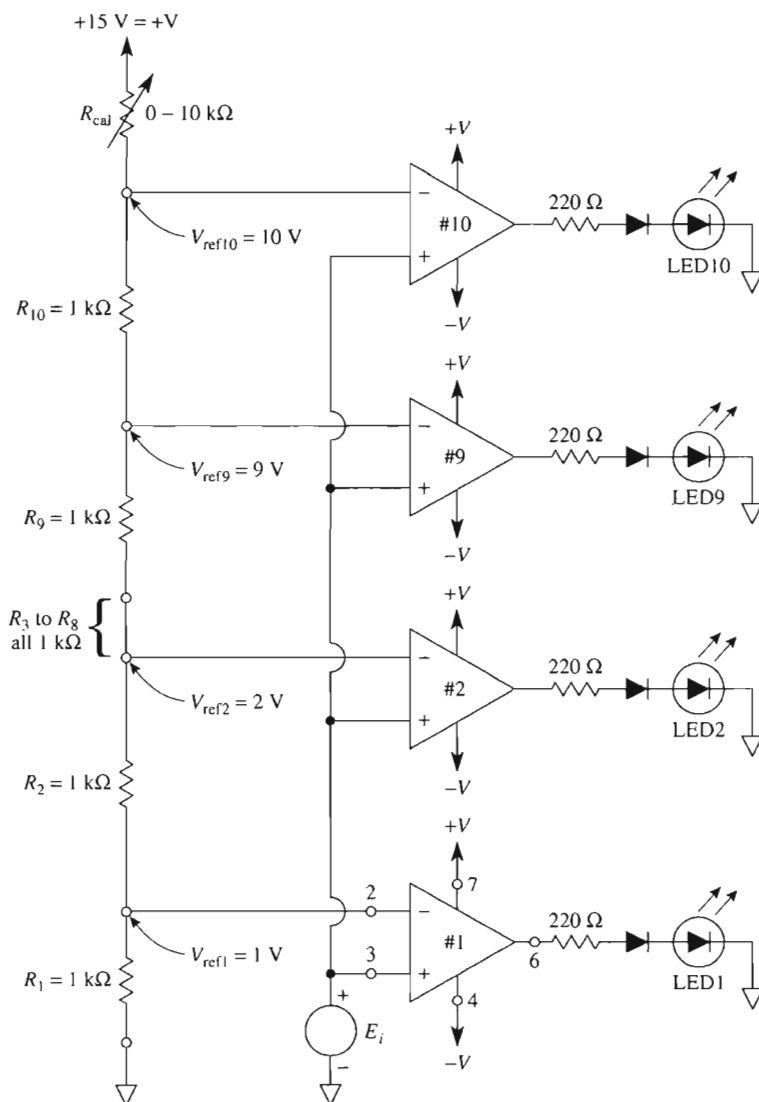 +15 V = +V
R_cal
0 – 10 kΩ
+V
220 Ω
–
#10
V_ref10 = 10 V
+
LED10
–V
R_10 = 1 kΩ
+V
220 Ω
–
#9
V_ref9 = 9 V
+
LED9
–V
R_9 = 1 kΩ
R_3 to R_8
all 1 kΩ
+V
220 Ω
–
#2
V_ref2 = 2 V
+
LED2
–V
R_2 = 1 kΩ
+V
7
2
220 Ω
–
#1
V_ref1 = 1 V
3
6
+
LED1
R_1 = 1 kΩ
4
+
E_i
–V
–